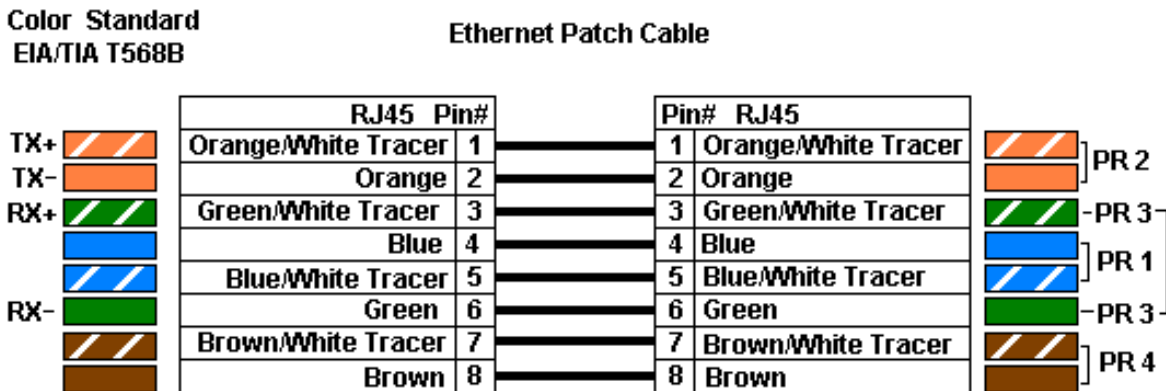 Color Standard
EIA/TIA T568B
Ethernet Patch Cable
RJ45 Pin# Pin# RJ45
TX+ Orange/White Tracer 1 1 Orange/White Tracer
TX- Orange 2 2 Orange PR 2
RX+ Green/White Tracer 3 3 Green/White Tracer PR 3
Blue 4 4 Blue
Blue/White Tracer 5 5 Blue/White Tracer PR 1
RX- Green 6 6 Green PR 3
Brown/White Tracer 7 7 Brown/White Tracer
Brown 8 8 Brown PR 4